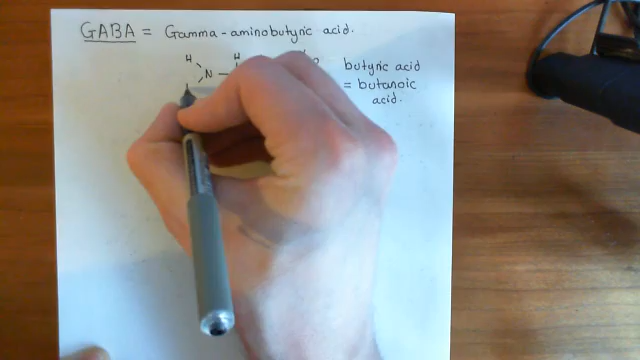 GABA = Gamma-aminobutyric acid.
H H
N
butyric acid
= butanoic
acid.